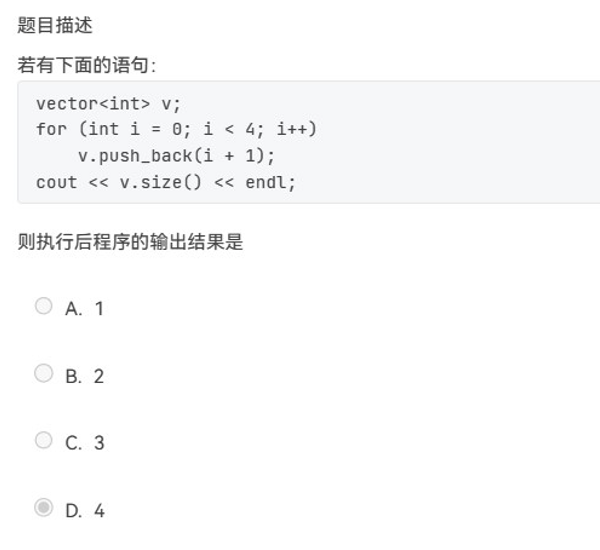 题目描述
若有下面的语句：
vector<int> v;
for (int i = 0; i < 4; i++)
    v.push_back(i + 1);
cout << v.size() << endl;
则执行后程序的输出结果是
A. 1
B. 2
C. 3
D. 4